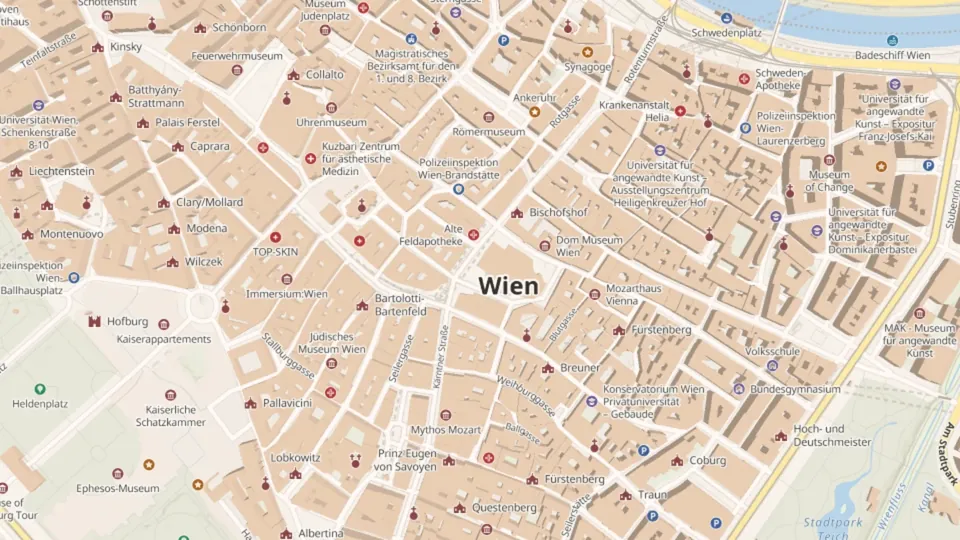 Museum
Judenplatz
Sterngasse
Schwedenplatz
Schönborn
Kinsky
Teinfaltstraße
Feuerwehrmuseum
Magistratisches
Bezirksamt für den
1. und 8. Bezirk
Synagoge
Rotenturmstraße
Badeschiff Wien
Collalto
Schweden-
Apotheke
Batthyány-
Strattmann
Ankeruhr
Rotgasse
Krankenanstalt
Helia
Universität für
angewandte
Kunst – Expositur
Franz-Josefs-Kai
Universität Wien,
Schenkenstraße
8-10
Palais Ferstel
Uhrenmuseum
Römermuseum
Polizeiinspektion
Wien-
Laurenzerberg
Caprara
Kuzbari Zentrum
für ästhetische
Medizin
Polizeiinspektion
Wien-Brandstätte
Universität für
angewandte Kunst –
Ausstellungszentrum
Heiligenkreuzer Hof
Museum
of Change
Liechtenstein
Clary/Mollard
Bischofshof
Stubenring
Montenuovo
Modena
Alte
Feldapotheke
Dom Museum
Wien
Universität für
angewandte
Kunst – Expositur
Dominikanerbastei
TOP-SKIN
Wilczek
Wien-
Ballhausplatz
Immersium:Wien
Wien
Mozarthaus
Vienna
Bartolotti-
Bartenfeld
Hofburg
Kaiserappartements
Blutgasse
Fürstenberg
MAK - Museum
für angewandte
Kunst
Stallburggasse
Jüdisches
Museum Wien
Seilergasse
Kärntner Straße
Volksschule
Breuner
Heldenplatz
Weihburggasse
Konservatorium Wien
Privatuniversität
– Gebäude
Bundesgymnasium
Pallavicini
Kaiserliche
Schatzkammer
Mythos Mozart
Ballgasse
Hoch- und
Deutschmeister
Am Stadtpark
Lobkowitz
Prinz Eugen
von Savoyen
Coburg
Ephesos-Museum
Fürstenberg
Traun
Wienfluss
Kanal
Questenberg
Seilerstätte
Stadtpark
Teich
Albertina